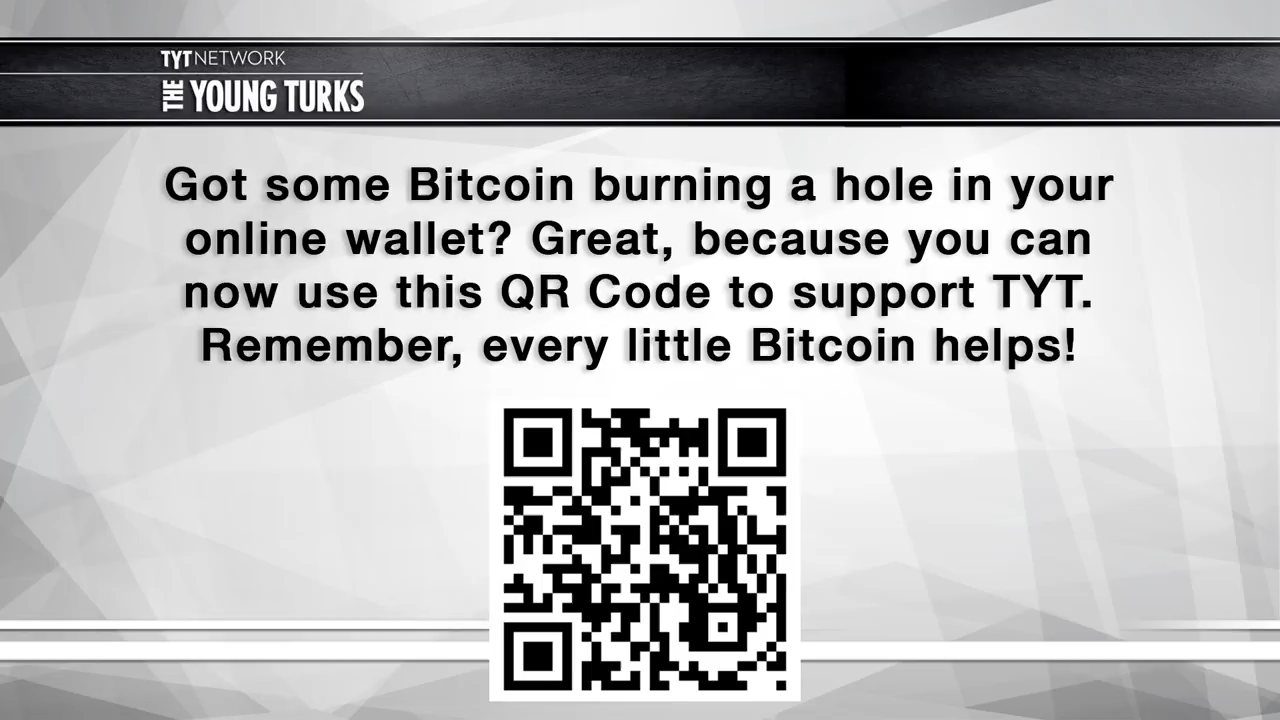 TYT NETWORK
THE YOUNG TURKS
Got some Bitcoin burning a hole in your
online wallet? Great, because you can
now use this QR Code to support TYT.
Remember, every little Bitcoin helps!